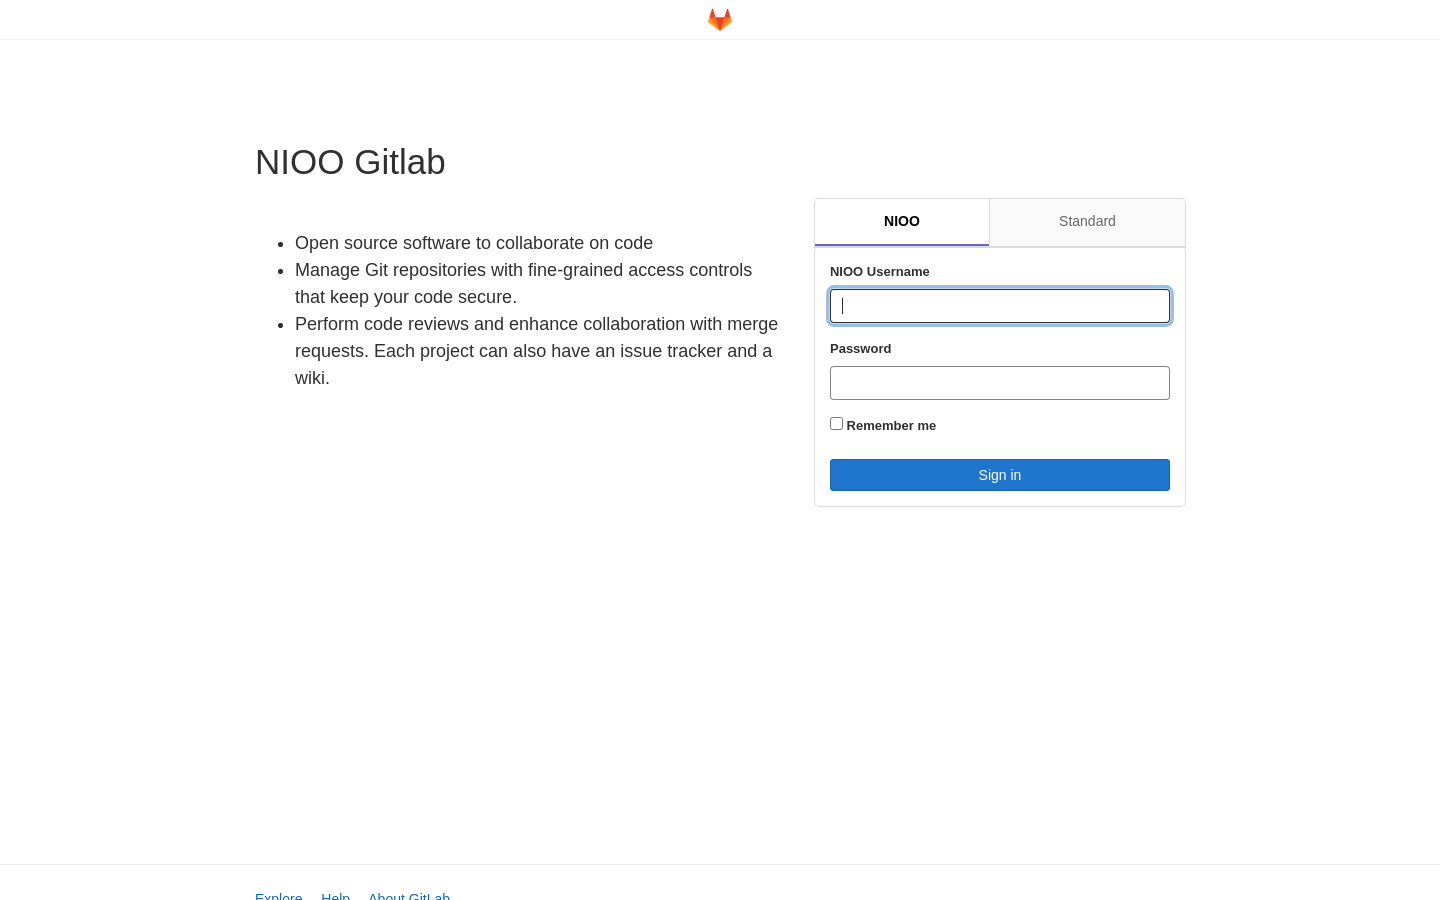 NIOO Gitlab
Open source software to collaborate on code
Manage Git repositories with fine-grained access controls
that keep your code secure.
Perform code reviews and enhance collaboration with merge
requests. Each project can also have an issue tracker and a
wiki.
NIOO
Standard
NIOO Username
Password
Remember me
Sign in
Explore
Help
About GitLab